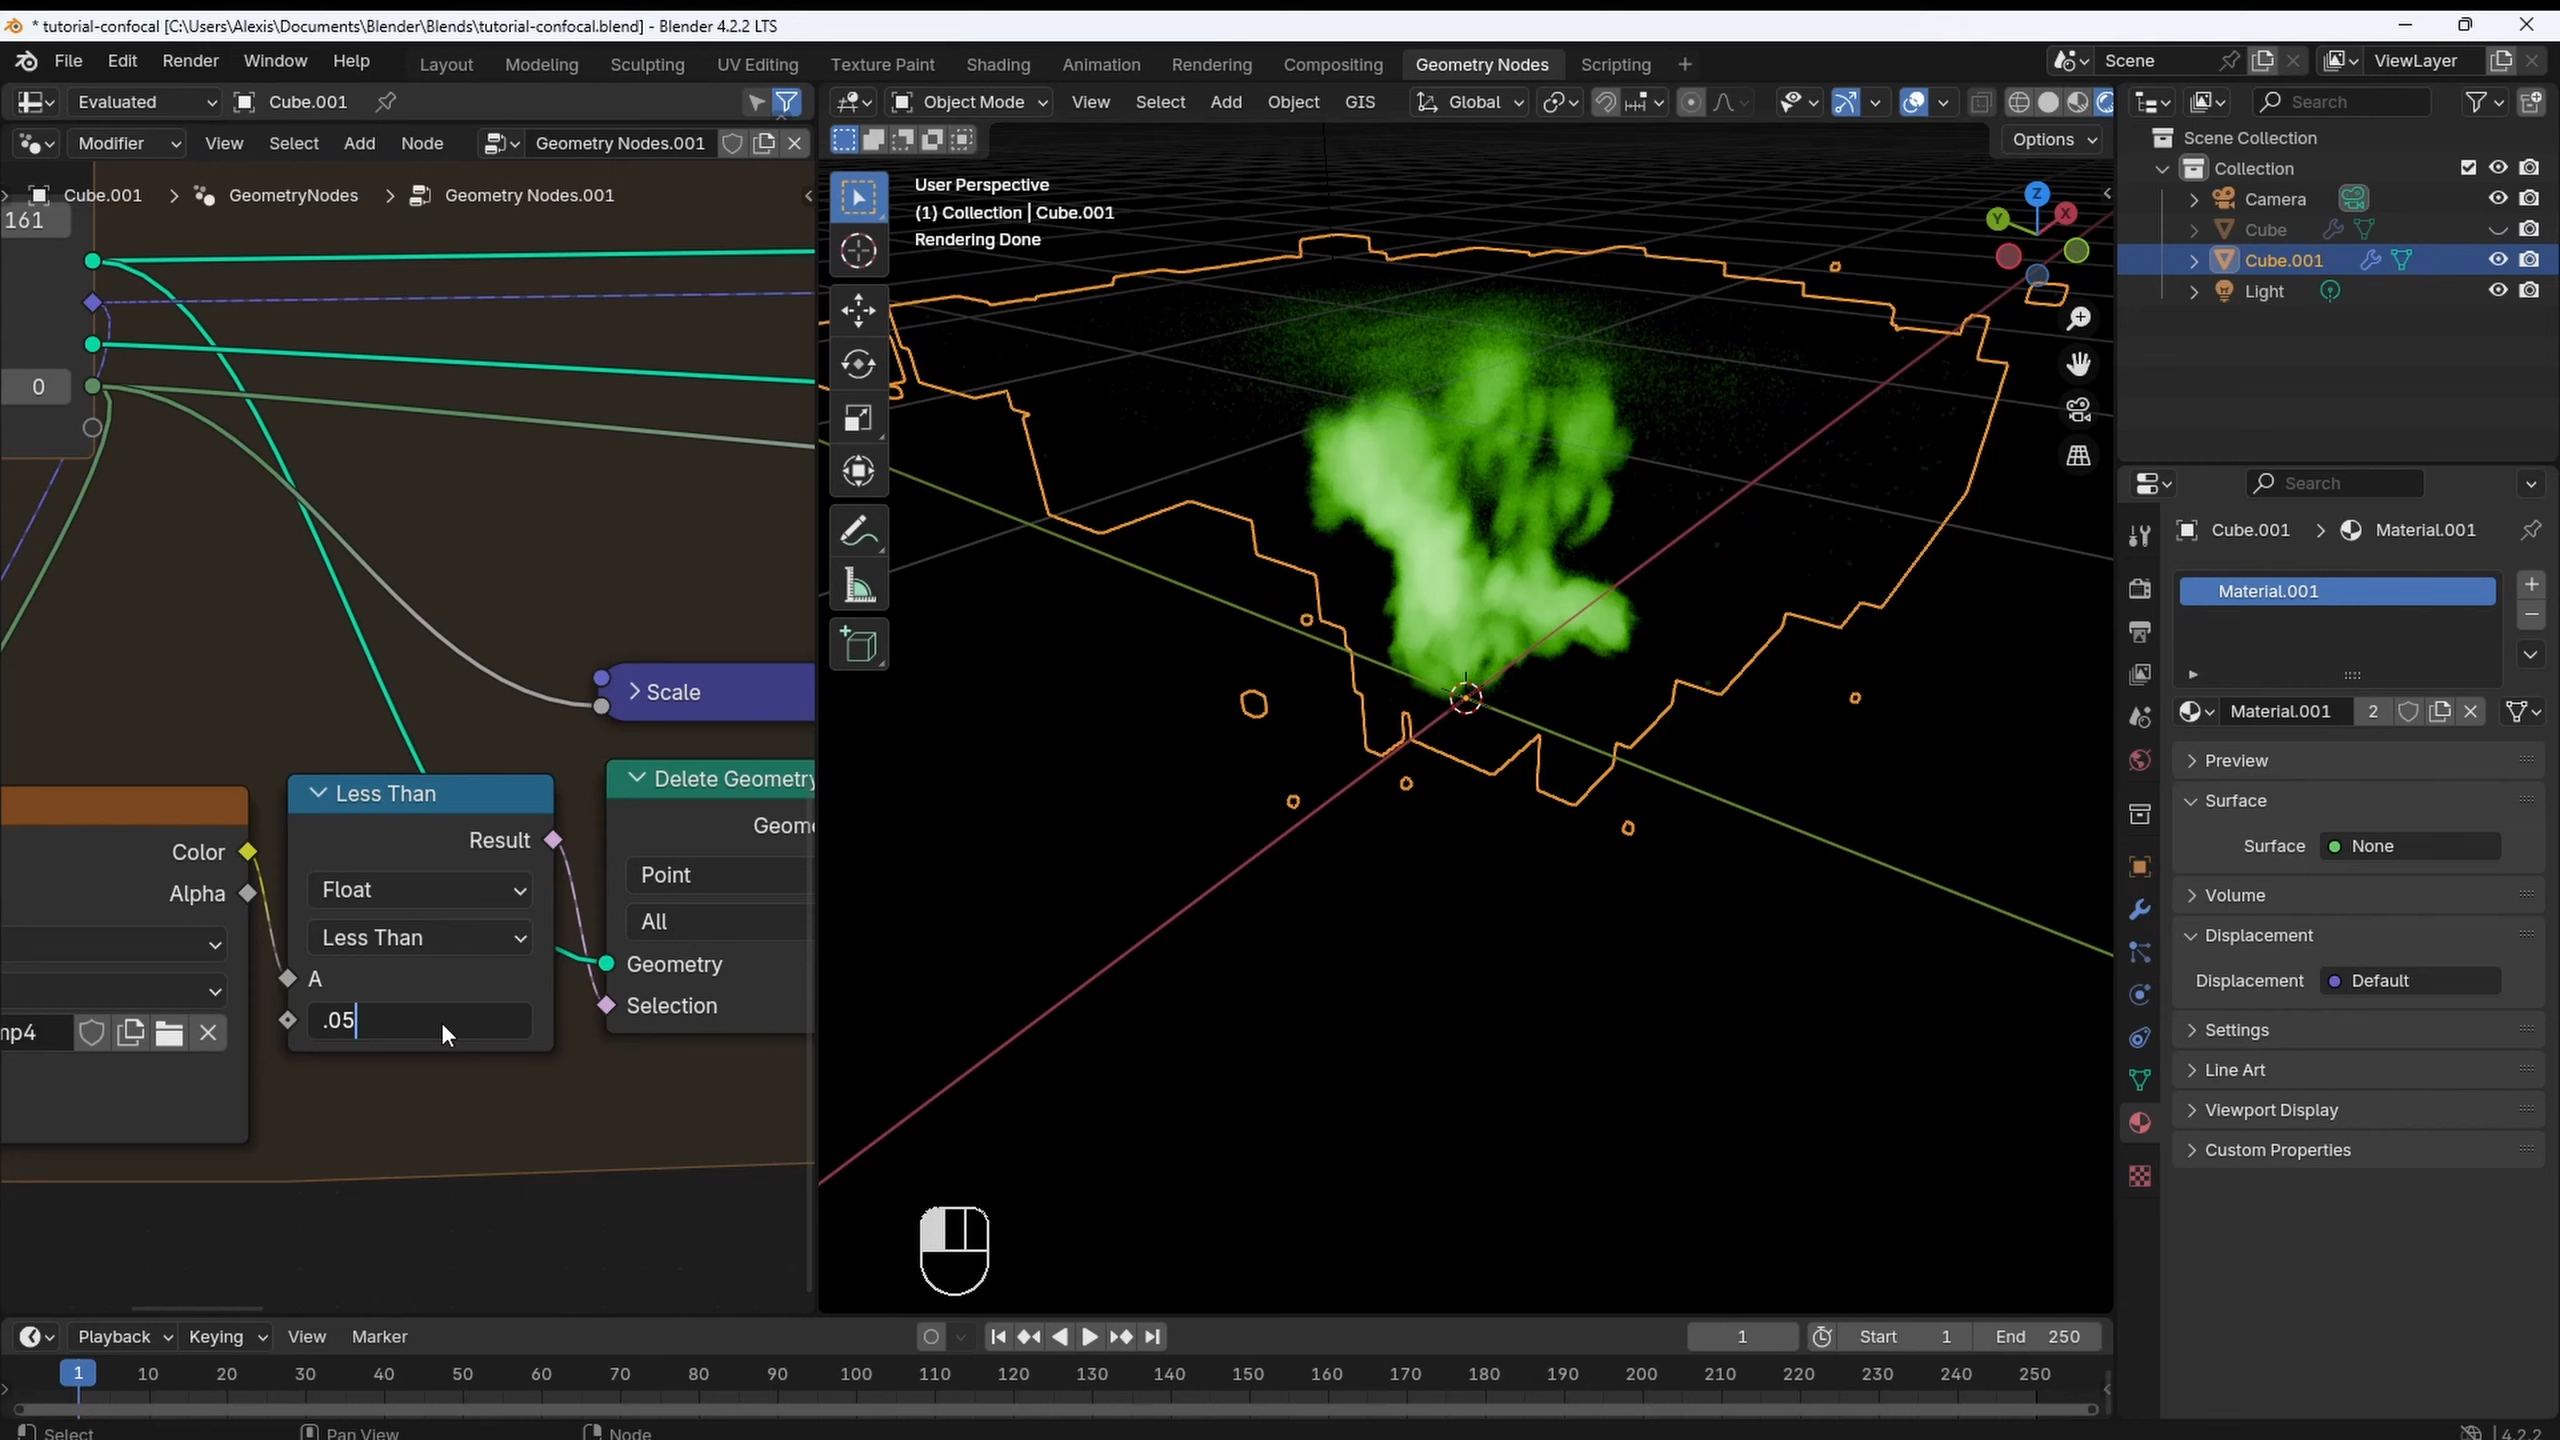 * tutorial-confocal [C:\Users\Alexis\Documents\Blender\Blends\tutorial-confocal.blend] - Blender 4.2.2 LTS
File Edit Render Window Help Layout Modeling Sculpting UV Editing Texture Paint Shading Animation Rendering Compositing Geometry Nodes Scripting + Scene ViewLayer
Evaluated Cube.001 Object Mode View Select Add Object GIS Global Search
Modifier View Select Add Node Geometry Nodes.001 Options
Scene Collection
Collection
Camera
Cube
Cube.001
Light
Cube.001 > GeometryNodes > Geometry Nodes.001
161
0
User Perspective
(1) Collection | Cube.001
Rendering Done
Z
Y
X
Scale
Less Than
Result
Float
Less Than
A
.05
Color
Alpha
mp4
Delete Geometry
Geome
Point
All
Geometry
Selection
Search
Cube.001 > Material.001
Material.001
Material.001 2
Preview
Surface
Surface None
Volume
Displacement
Displacement Default
Settings
Line Art
Viewport Display
Custom Properties
Playback Keying View Marker 1 Start 1 End 250
1 10 20 30 40 50 60 70 80 90 100 110 120 130 140 150 160 170 180 190 200 210 220 230 240 250
Select Pan View Node 4.2.2